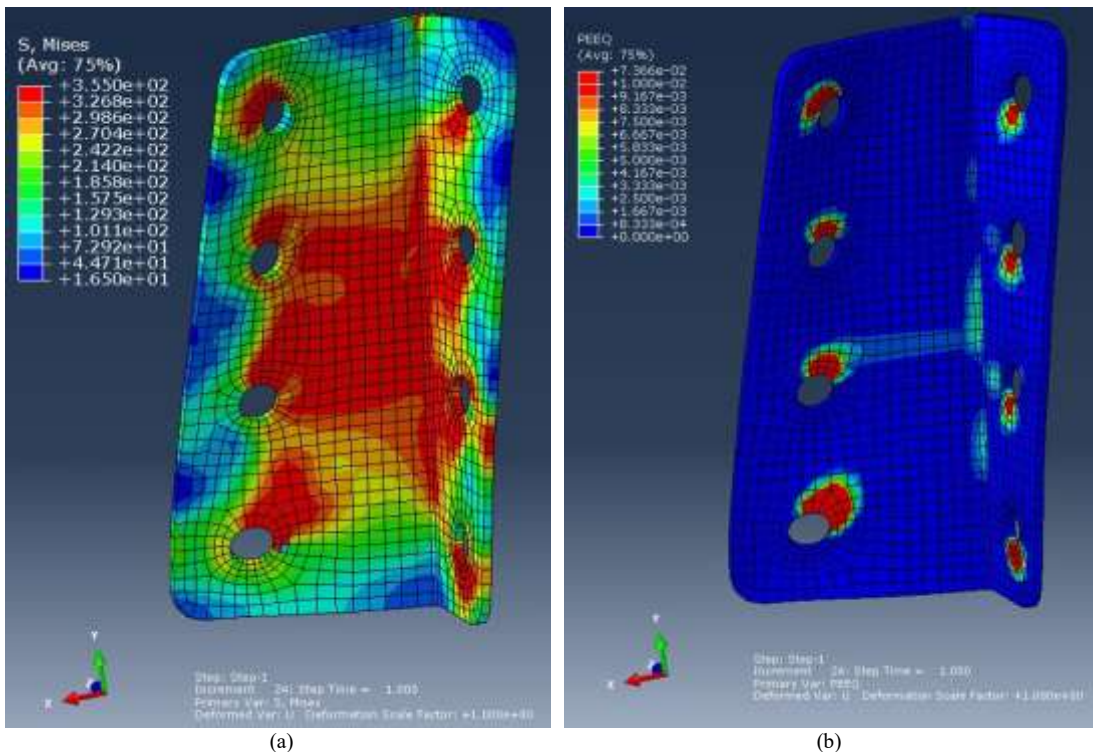 S, Mises
(Avg: 75%)
+3.550e+02
+3.268e+02
+2.986e+02
+2.704e+02
+2.422e+02
+2.140e+02
+1.858e+02
+1.575e+02
+1.293e+02
+1.011e+02
+7.292e+01
+4.471e+01
+1.650e+01
Y
X
Step: Step-1
Increment 24: Step Time = 1.000
Primary Var: S, Mises
Deformed Var: U Deformation Scale Factor: +1.000e+00
(a)
PEEQ
(Avg: 75%)
+7.366e-02
+1.000e-02
+9.167e-03
+8.333e-03
+7.500e-03
+6.667e-03
+5.833e-03
+5.000e-03
+4.167e-03
+3.333e-03
+2.500e-03
+1.667e-03
+8.333e-04
+0.000e+00
Y
X
Step: Step-1
Increment 24: Step Time = 1.000
Primary Var: PEEQ
Deformed Var: U Deformation Scale Factor: +1.000e+00
(b)